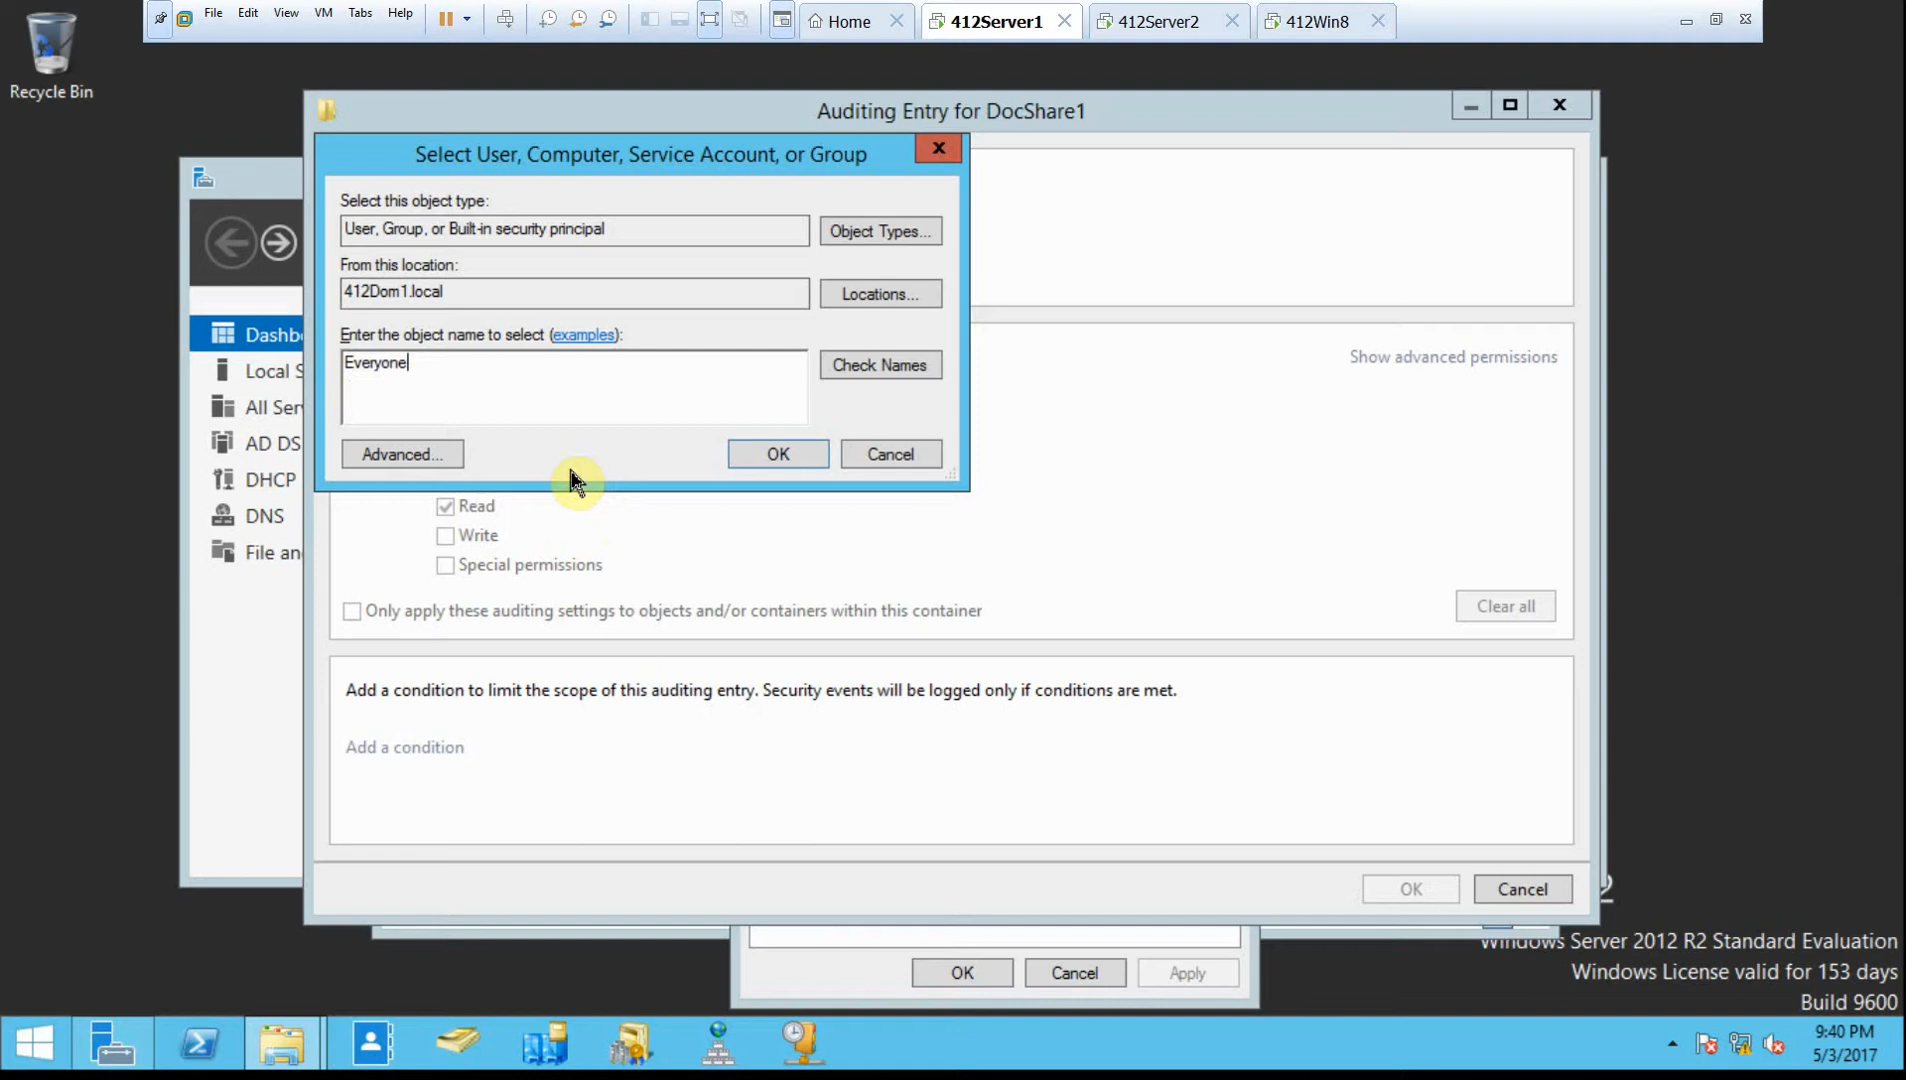 File Edit View VM Tabs Help
Home 412Server1 412Server2 412Win8
Recycle Bin
Auditing Entry for DocShare1
Select User, Computer, Service Account, or Group
Select this object type:
User, Group, or Built-in security principal
Object Types...
From this location:
412Dom1.local
Locations...
Enter the object name to select (examples):
Everyone
Check Names
Advanced...
OK
Cancel
Show advanced permissions
Dashb
Local S
All Ser
AD DS
DHCP
DNS
File an
Read
Write
Special permissions
Only apply these auditing settings to objects and/or containers within this container
Clear all
Add a condition to limit the scope of this auditing entry. Security events will be logged only if conditions are met.
Add a condition
OK
Cancel
OK
Cancel
Apply
Windows Server 2012 R2 Standard Evaluation
Windows License valid for 153 days
Build 9600
9:40 PM
5/3/2017